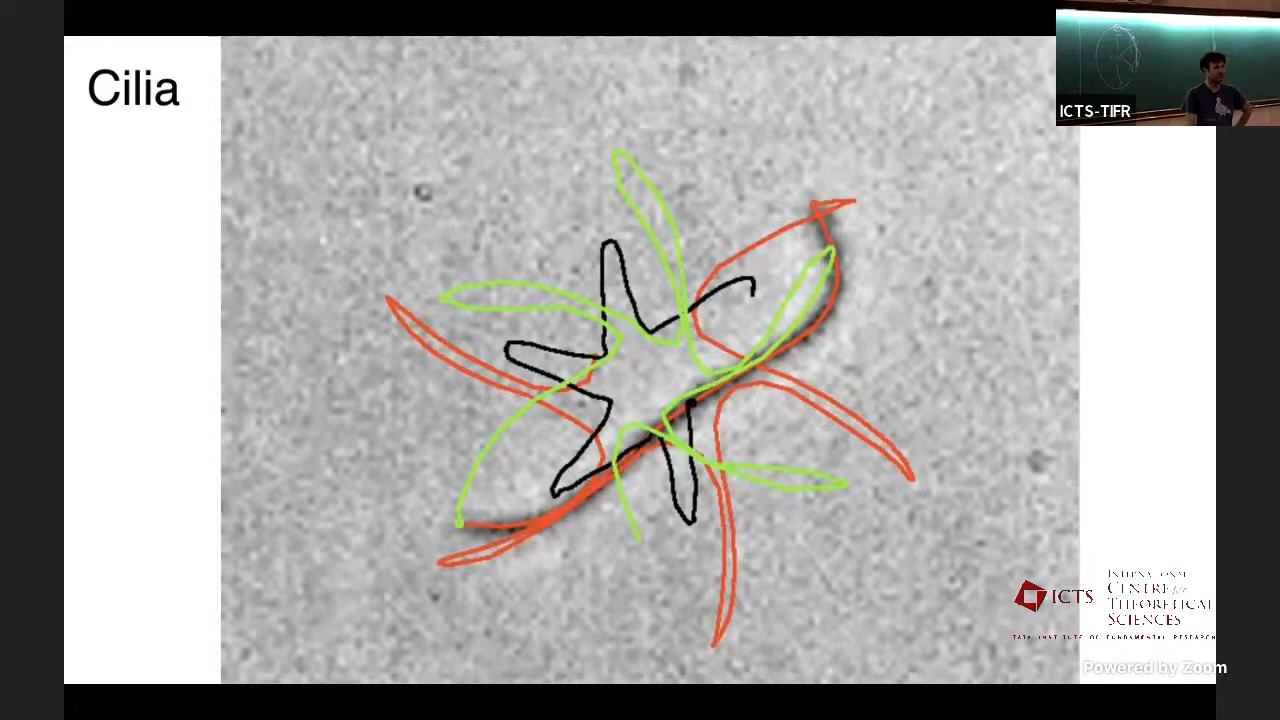 Cilia
ICTS-TIFR
ICTS
INTERNATIONAL
CENTRE for
THEORETICAL
SCIENCES
TATA INSTITUTE OF FUNDAMENTAL RESEARCH
Powered by Zoom